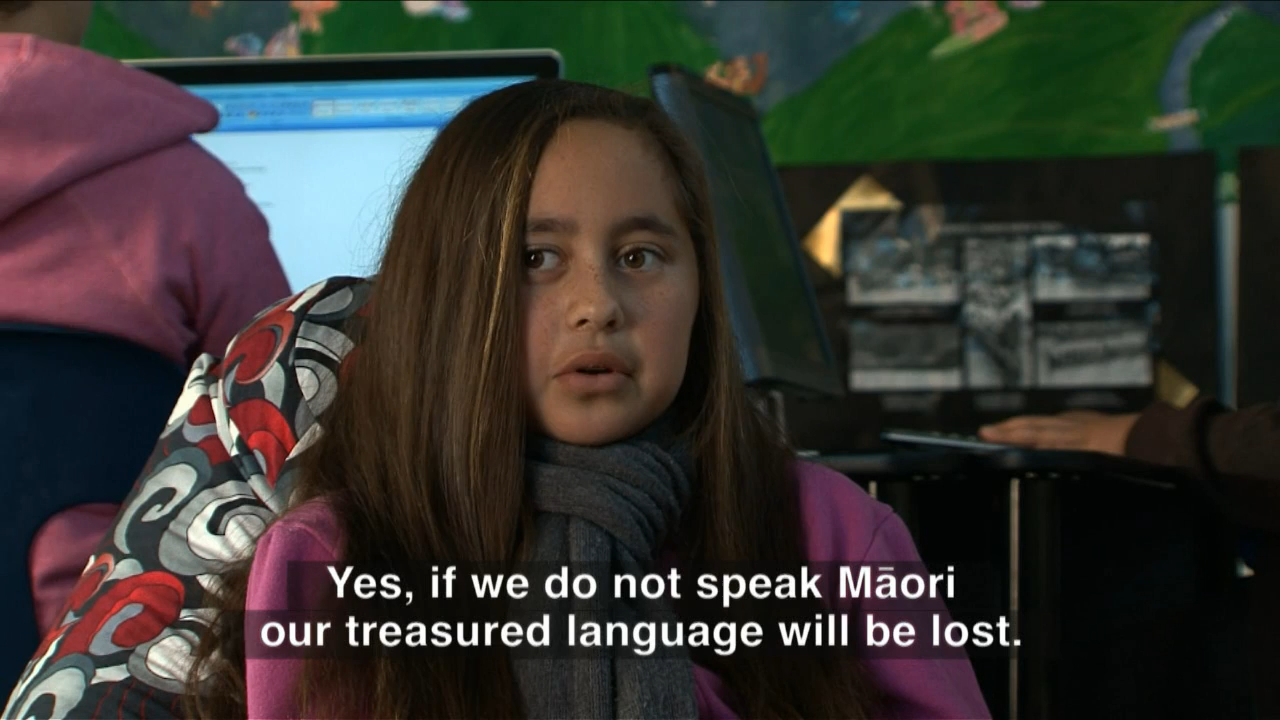 Yes, if we do not speak Māori
our treasured language will be lost.